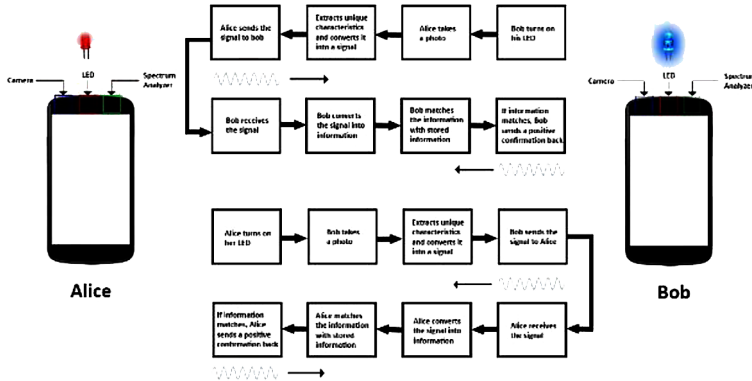 Alice sends the
signal to bob
Extracts unique
characteristics
and converts it
into a signal
Alice takes
a photo
Bob turns on
his LED
Camera
LED
Spectrum
Analyzer
Camera
LED
Spectrum
Analyzer
Bob receives
the signal
Bob converts
the signal into
information
Bob matches
the information
with stored
information
If information
matches, Bob
sends a positive
confirmation back
Alice turns on
her LED
Bob takes
a photo
Extracts unique
characteristics
and converts it
into a signal
Bob sends the
signal to Alice
Alice
Bob
If information
matches, Alice
sends a positive
confirmation back
Alice matches
the information
with stored
information
Alice converts
the signal into
information
Alice receives
the signal